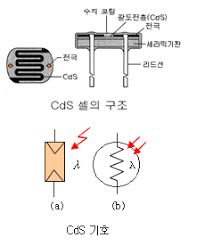 수지 코팅
광도전층(CdS)
전극
전극
세라믹기판
CdS
리드선
CdS 셀의 구조
λ
λ
(a)
(b)
CdS 기호